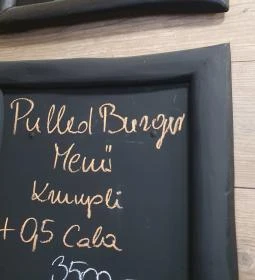 Pulled Burger
Menü
Krumpli
+ 0,5 Cola
3500